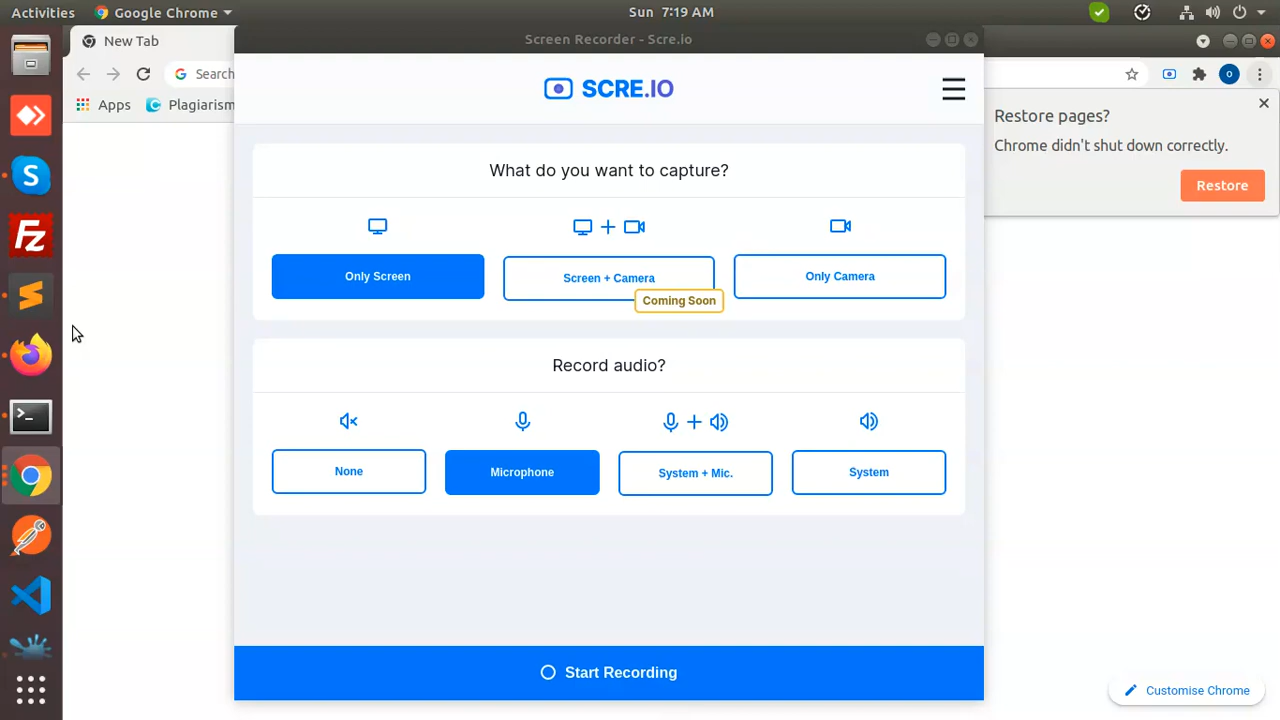 Activities
Google Chrome
Sun 7:19 AM
New Tab
Screen Recorder - Scre.io
Search
SCRE.IO
Apps
Plagiarism
Restore pages?
Chrome didn't shut down correctly.
Restore
What do you want to capture?
Only Screen
Screen + Camera
Only Camera
Coming Soon
Record audio?
None
Microphone
System + Mic.
System
Start Recording
Customise Chrome